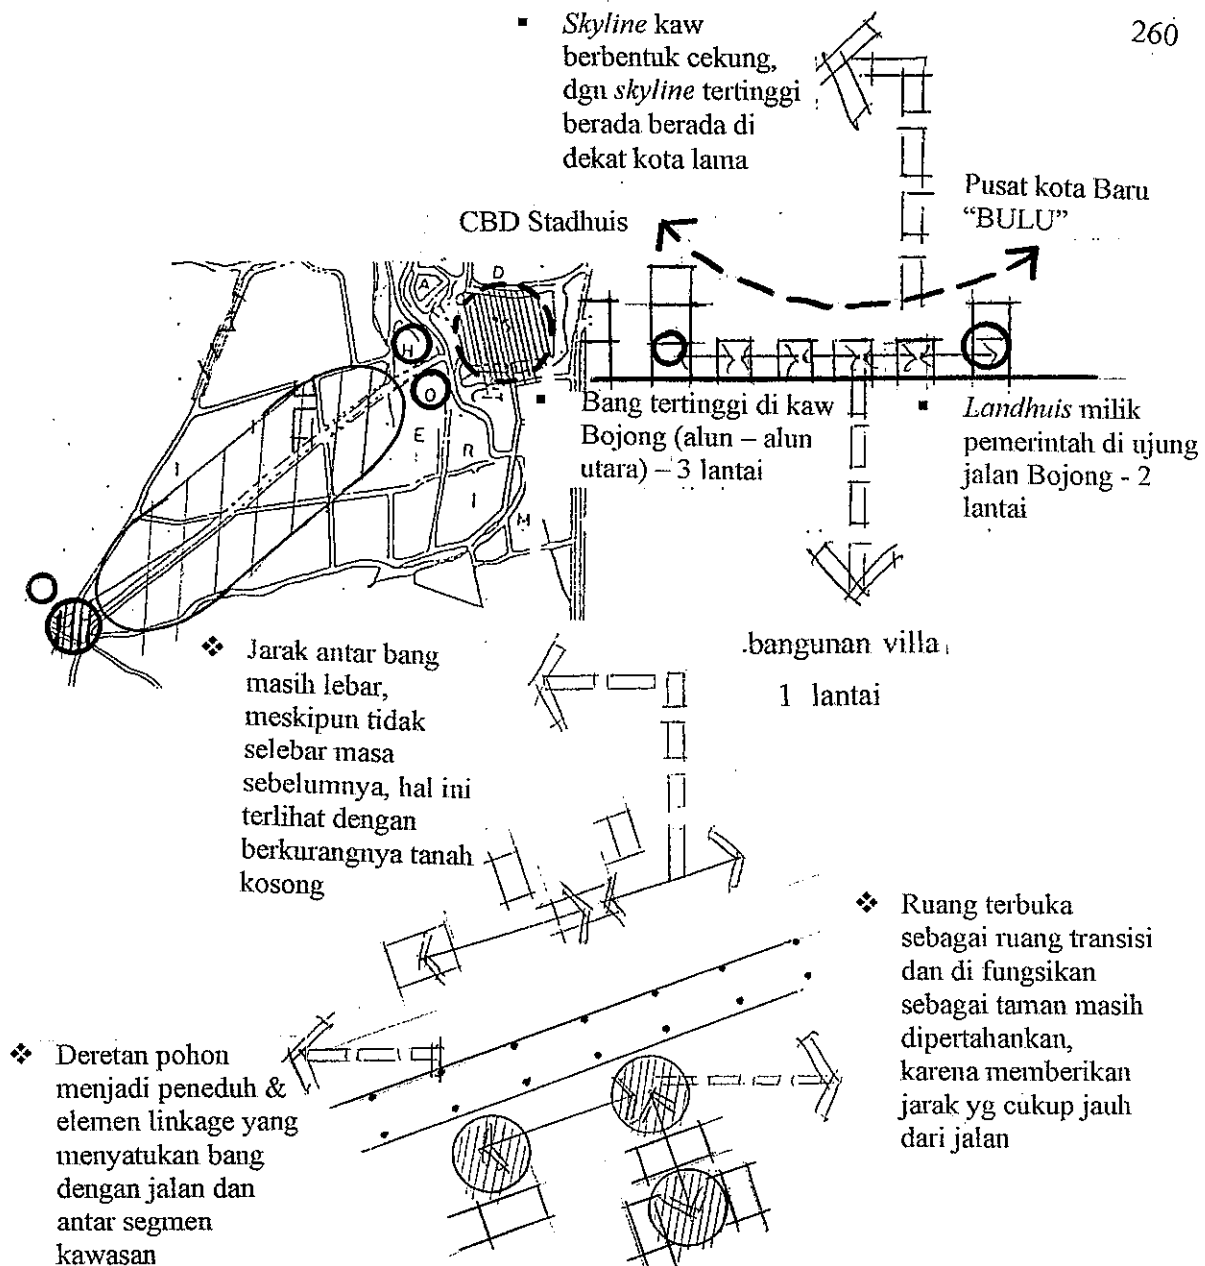 260
▪ Skyline kaw
berbentuk cekung,
dgn skyline tertinggi
berada berada di
dekat kota lama
Pusat kota Baru
“BULU”
CBD Stadhuis
D
A
H
O
E
R
I
I
I
M
▪ Bang tertinggi di kaw
Bojong (alun – alun
utara) – 3 lantai
▪ Landhuis milik
pemerintah di ujung
jalan Bojong - 2
lantai
bangunan villa
1 lantai
❖ Jarak antar bang
masih lebar,
meskipun tidak
selebar masa
sebelumnya, hal ini
terlihat dengan
berkurangnya tanah
kosong
❖ Ruang terbuka
sebagai ruang transisi
dan di fungsikan
sebagai taman masih
dipertahankan,
karena memberikan
jarak yg cukup jauh
dari jalan
❖ Deretan pohon
menjadi peneduh &
elemen linkage yang
menyatukan bang
dengan jalan dan
antar segmen
kawasan